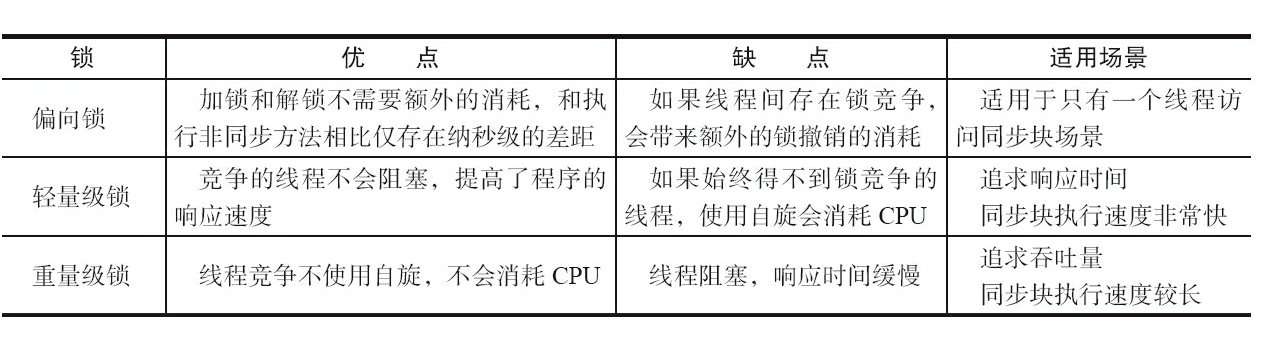 锁 优 点 缺 点 适用场景
偏向锁
加锁和解锁不需要额外的消耗，和执
行非同步方法相比仅存在纳秒级的差距
如果线程间存在锁竞争，
会带来额外的锁撤销的消耗
适用于只有一个线程访
问同步块场景
轻量级锁
竞争的线程不会阻塞，提高了程序的
响应速度
如果始终得不到锁竞争的
线程，使用自旋会消耗 CPU
追求响应时间
同步块执行速度非常快
重量级锁
线程竞争不使用自旋，不会消耗 CPU
线程阻塞，响应时间缓慢
追求吞吐量
同步块执行速度较长